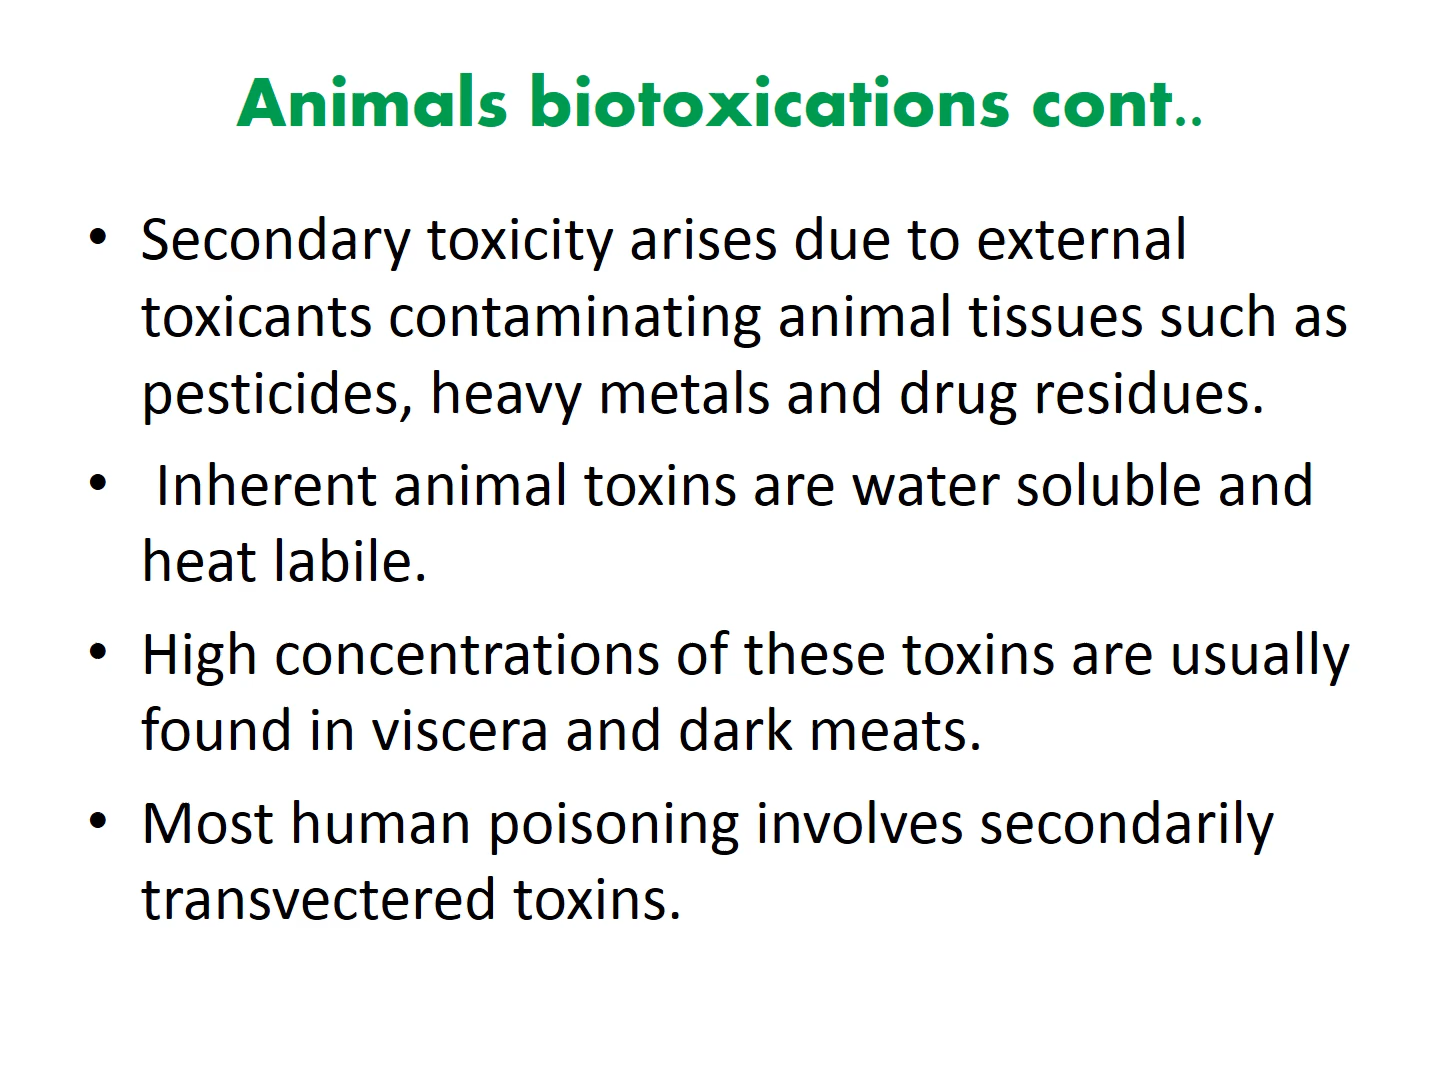 Animals biotoxications cont..
• Secondary toxicity arises due to external
toxicants contaminating animal tissues such as
pesticides, heavy metals and drug residues.
• Inherent animal toxins are water soluble and
heat labile.
• High concentrations of these toxins are usually
found in viscera and dark meats.
• Most human poisoning involves secondarily
transvectered toxins.